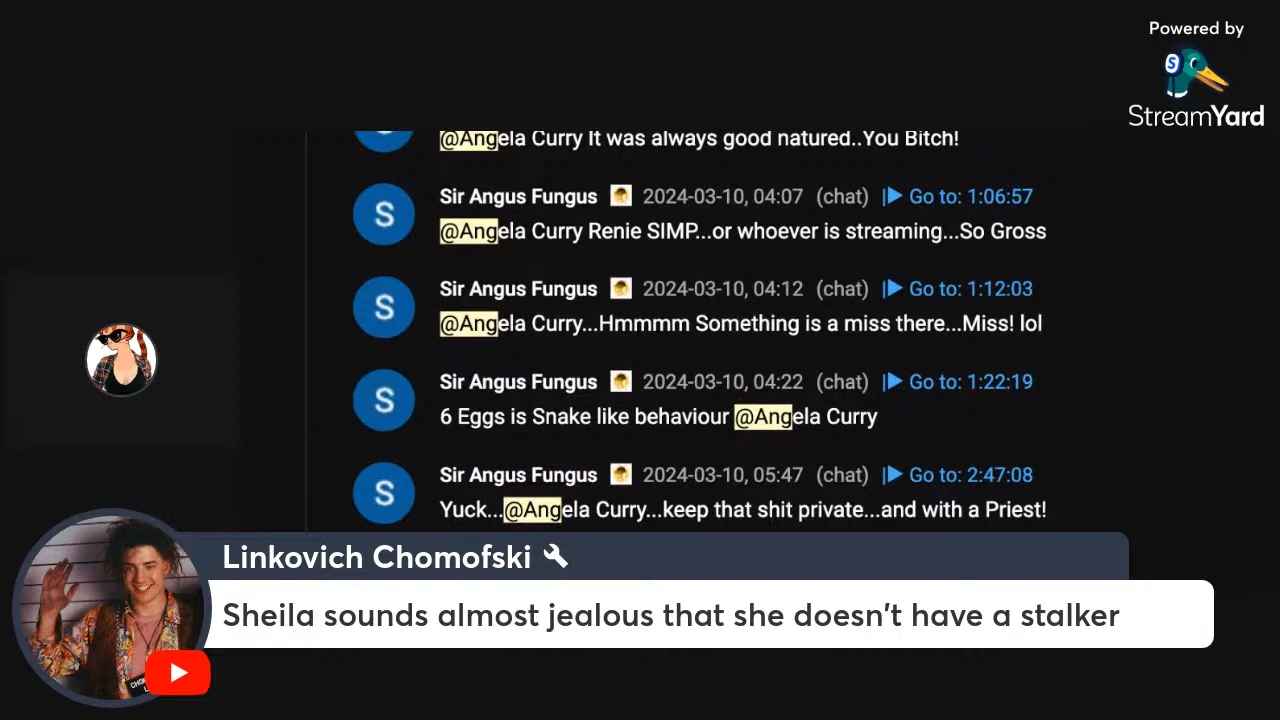 Powered by
S
StreamYard
@Angela Curry It was always good natured..You Bitch!
S
Sir Angus Fungus 2024-03-10, 04:07 (chat) Go to: 1:06:57
@Angela Curry Renie SIMP...or whoever is streaming...So Gross
S
Sir Angus Fungus 2024-03-10, 04:12 (chat) Go to: 1:12:03
@Angela Curry...Hmmmm Something is a miss there...Miss! lol
S
Sir Angus Fungus 2024-03-10, 04:22 (chat) Go to: 1:22:19
6 Eggs is Snake like behaviour @Angela Curry
S
Sir Angus Fungus 2024-03-10, 05:47 (chat) Go to: 2:47:08
Yuck...@Angela Curry...keep that shit private...and with a Priest!
Linkovich Chomofski
Sheila sounds almost jealous that she doesn't have a stalker